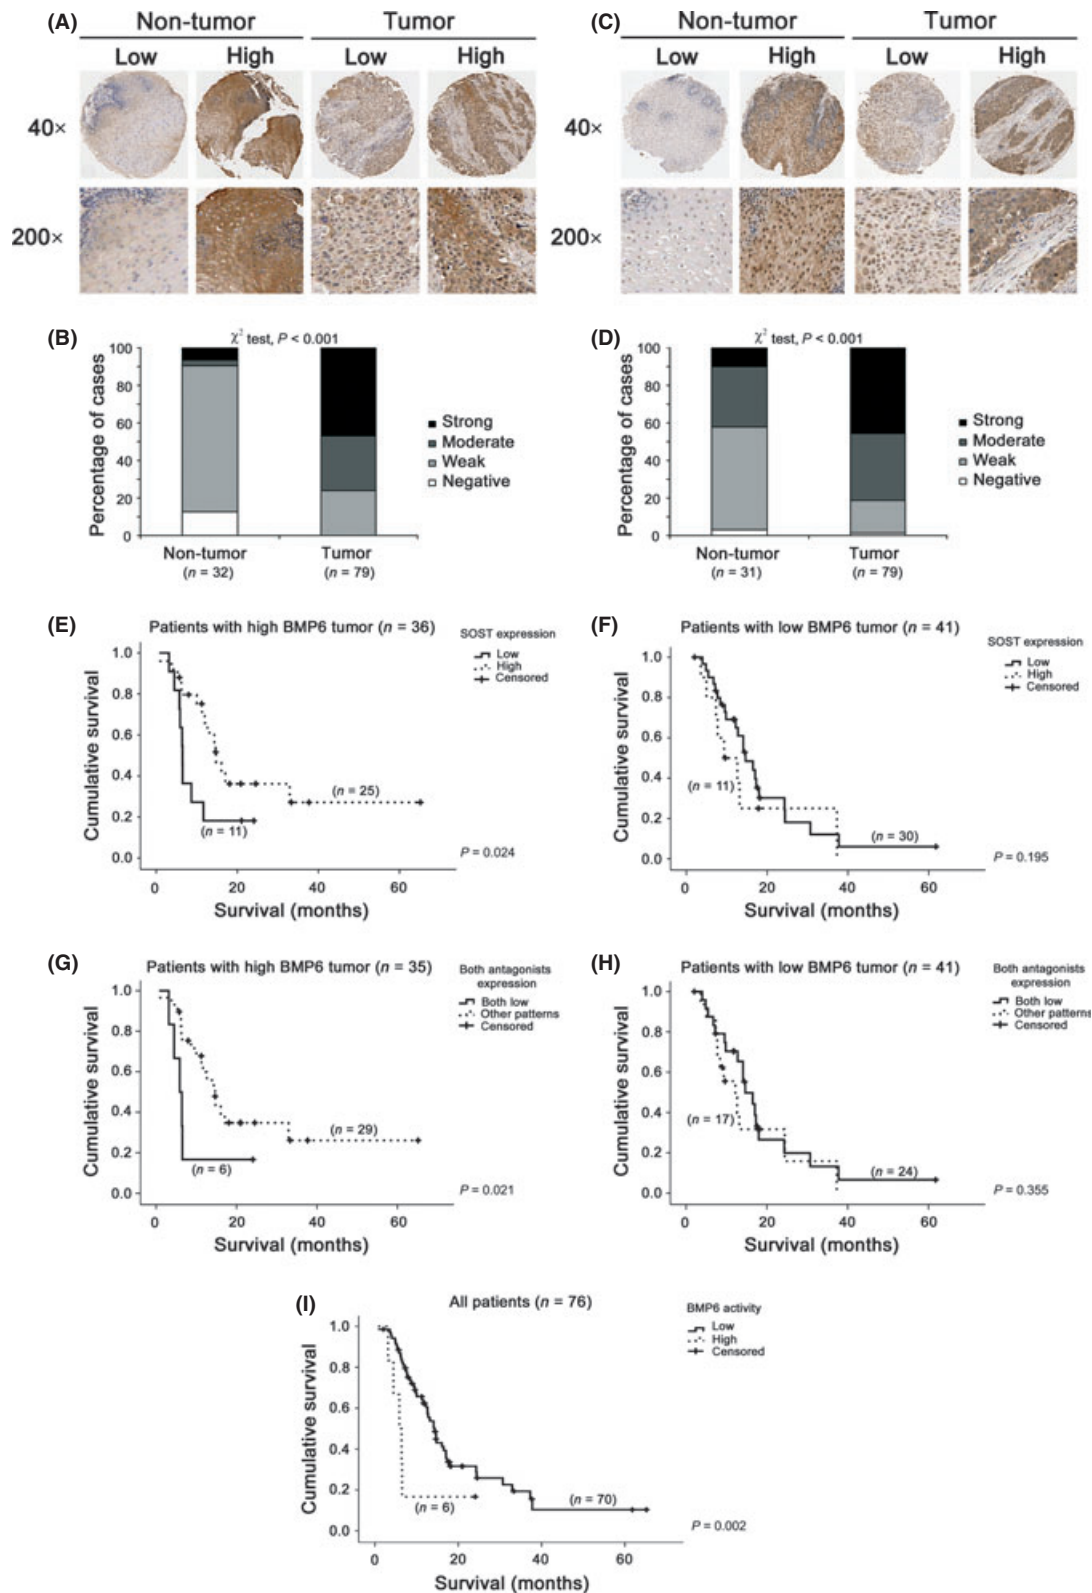 (A) Non-tumor Tumor
Low High Low High
40×
200×
(C) Non-tumor Tumor
Low High Low High
40×
200×
(B) χ² test, P < 0.001
Percentage of cases
100
80
60
40
20
0
Strong
Moderate
Weak
Negative
Non-tumor Tumor
(n = 32) (n = 79)
(D) χ² test, P < 0.001
Percentage of cases
100
80
60
40
20
0
Strong
Moderate
Weak
Negative
Non-tumor Tumor
(n = 31) (n = 79)
(E) Patients with high BMP6 tumor (n = 36)
SOST expression
Low
High
Censored
Cumulative survival
1.0
0.8
0.6
0.4
0.2
0.0
(n = 25)
(n = 11)
P = 0.024
0 20 40 60
Survival (months)
(F) Patients with low BMP6 tumor (n = 41)
SOST expression
Low
High
Censored
Cumulative survival
1.0
0.8
0.6
0.4
0.2
0.0
(n = 11)
(n = 30)
P = 0.195
0 20 40 60
Survival (months)
(G) Patients with high BMP6 tumor (n = 35)
Both antagonists
expression
Both low
Other patterns
Censored
Cumulative survival
1.0
0.8
0.6
0.4
0.2
0.0
(n = 29)
(n = 6)
P = 0.021
0 20 40 60
Survival (months)
(H) Patients with low BMP6 tumor (n = 41)
Both antagonists
expression
Both low
Other patterns
Censored
Cumulative survival
1.0
0.8
0.6
0.4
0.2
0.0
(n = 17)
(n = 24)
P = 0.355
0 20 40 60
Survival (months)
(I) All patients (n = 76)
BMP6 activity
Low
High
Censored
Cumulative survival
1.0
0.8
0.6
0.4
0.2
0.0
(n = 6)
(n = 70)
P = 0.002
0 20 40 60
Survival (months)